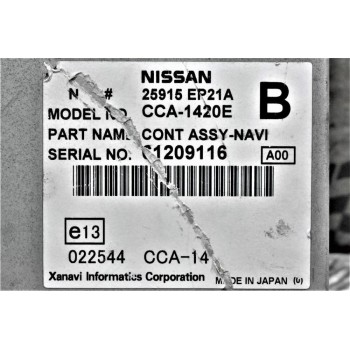 NISSAN
N # 25915 EP21A
MODEL NO. CCA-1420E B
PART NAME CONT ASSY-NAVI
SERIAL NO. 61209116 A00
e13
022544 CCA-14
Xanavi Informatics Corporation MADE IN JAPAN